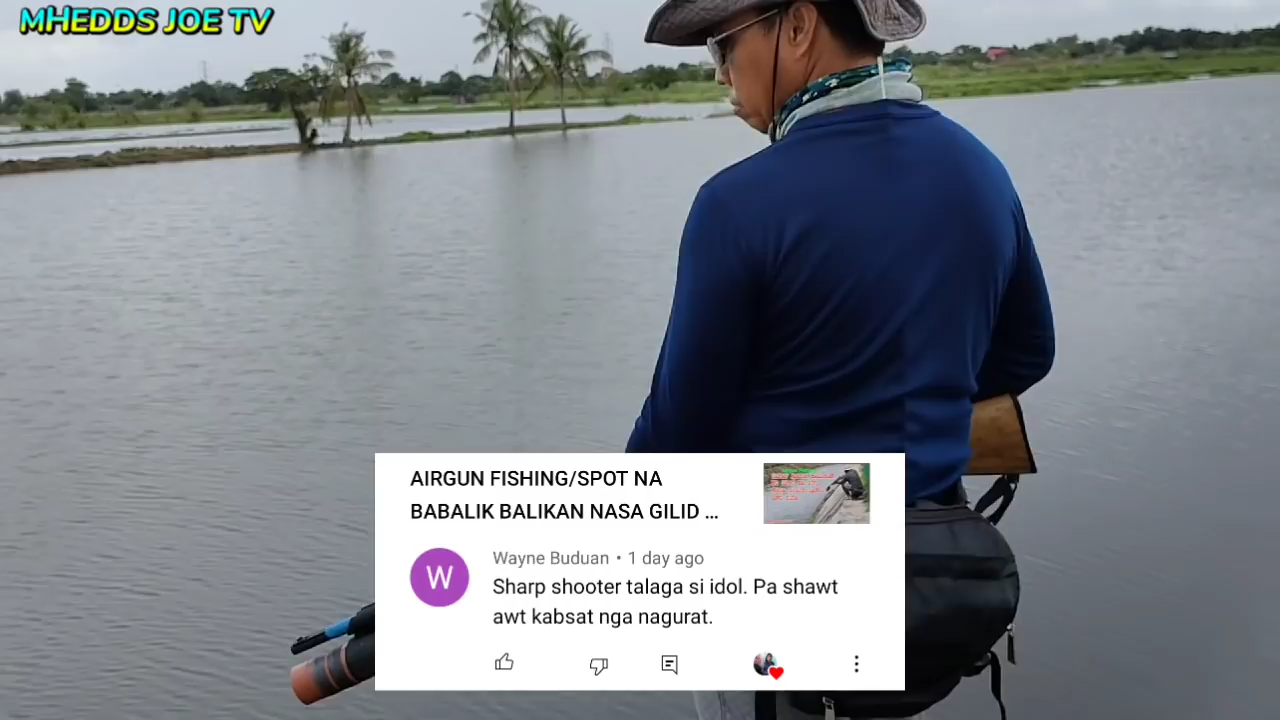 MHEDDS JOE TV
AIRGUN FISHING/SPOT NA
BABALIK BALIKAN NASA GILID ...
W
Wayne Buduan • 1 day ago
Sharp shooter talaga si idol. Pa shawt
awt kabsat nga nagurat.